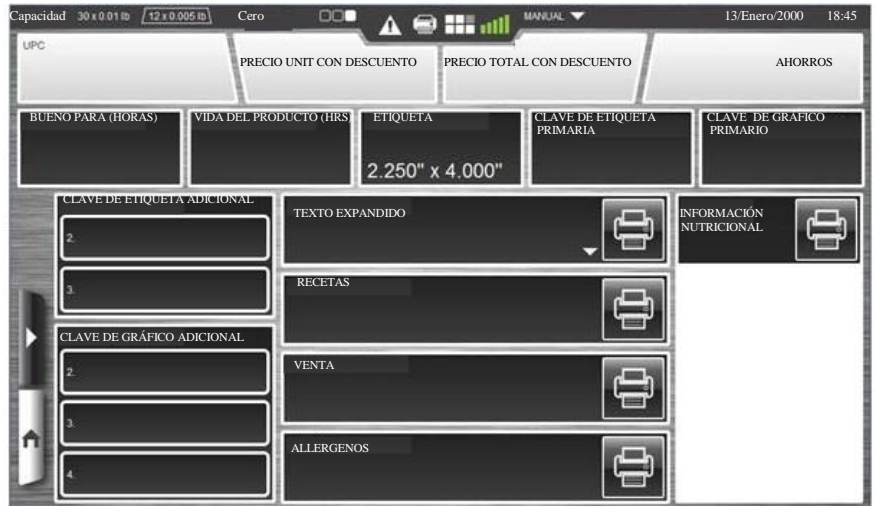 Capacidad 30 x 0.01 lb 12 x 0.005 lb Cero MANUAL 13/Enero/2000 18:45
UPC
PRECIO UNIT CON DESCUENTO PRECIO TOTAL CON DESCUENTO AHORROS
BUENO PARA (HORAS) VIDA DEL PRODUCTO (HRS) ETIQUETA
2.250" x 4.000"
CLAVE DE ETIQUETA
PRIMARIA
CLAVE DE GRÁFICO
PRIMARIO
CLAVE DE ETIQUETA ADICIONAL
2.
3.
CLAVE DE GRÁFICO ADICIONAL
2.
3.
4.
TEXTO EXPANDIDO
RECETAS
VENTA
ALLERGENOS
INFORMACIÓN
NUTRICIONAL